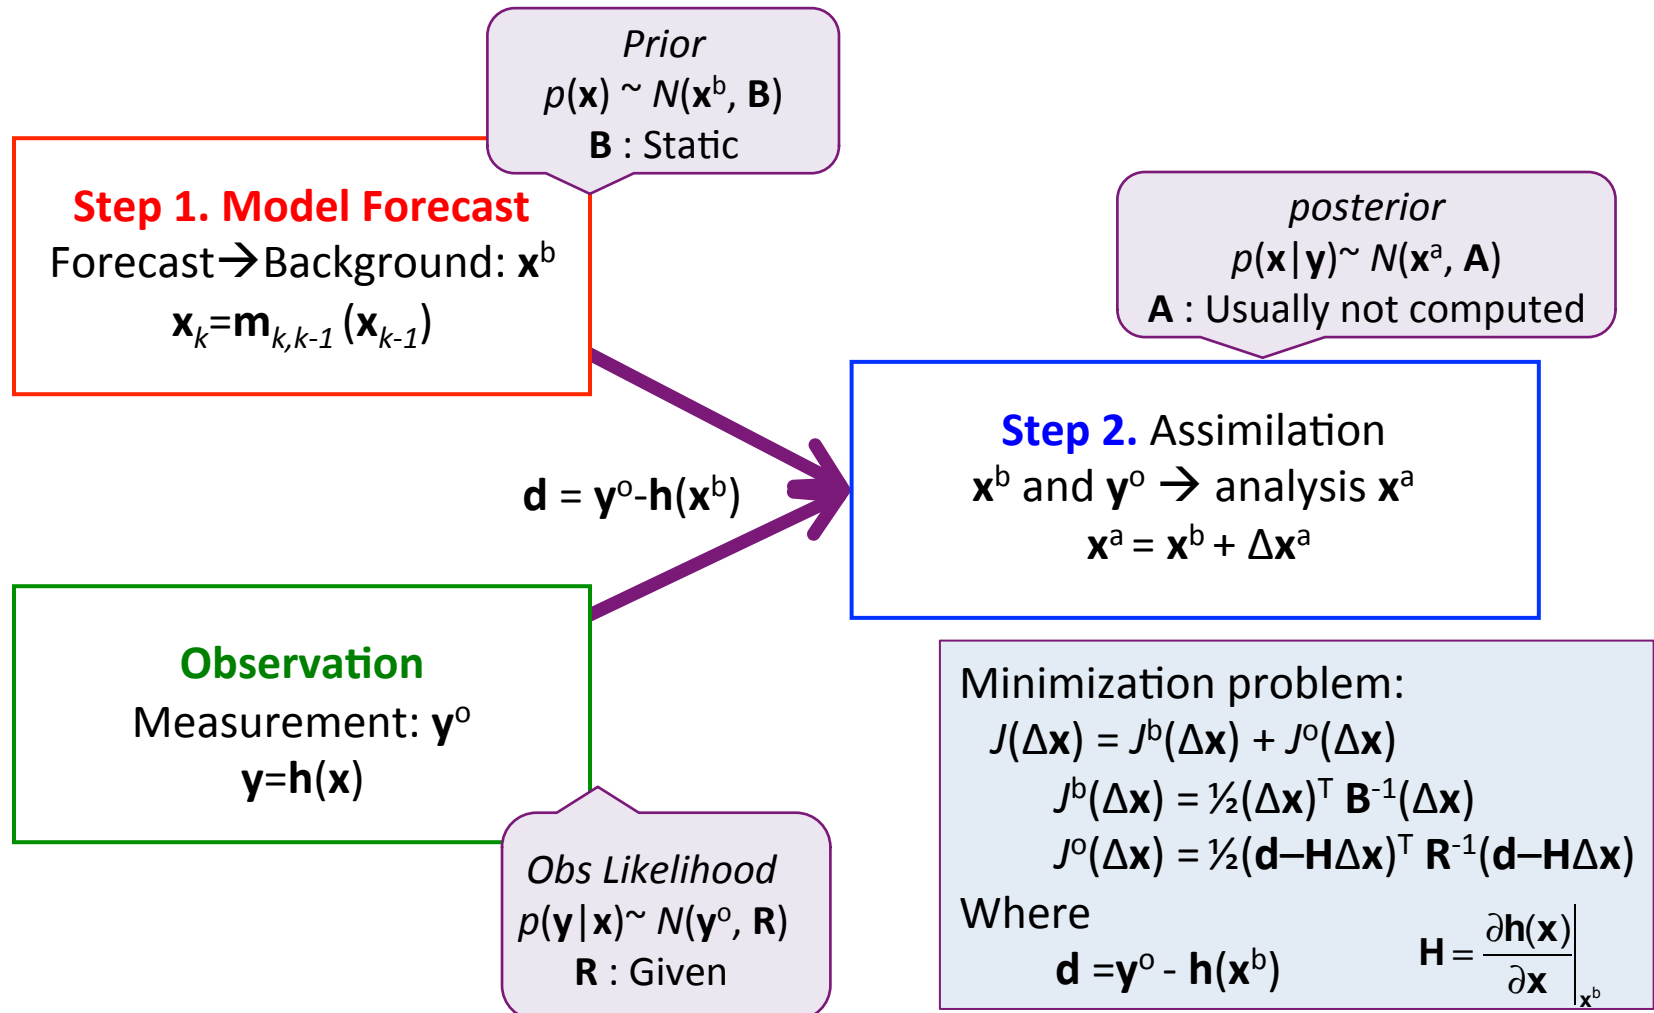 Prior
p(x) ~ N(xᵇ, B)
B : Static
Step 1. Model Forecast
Forecast→Background: xᵇ
xₖ=mₖ,ₖ₋₁ (xₖ₋₁)
posterior
p(x|y)~ N(xᵃ, A)
A : Usually not computed
d = yᵒ-h(xᵇ)
Step 2. Assimilation
xᵇ and yᵒ → analysis xᵃ
xᵃ = xᵇ + Δxᵃ
Observation
Measurement: yᵒ
y=h(x)
Obs Likelihood
p(y|x)~ N(yᵒ, R)
R : Given
Minimization problem:
J(Δx) = Jᵇ(Δx) + Jᵒ(Δx)
Jᵇ(Δx) = ½(Δx)ᵀ B⁻¹(Δx)
Jᵒ(Δx) = ½(d–HΔx)ᵀ R⁻¹(d–HΔx)
Where
d =yᵒ - h(xᵇ)
H = ∂h(x)/∂x |xᵇ